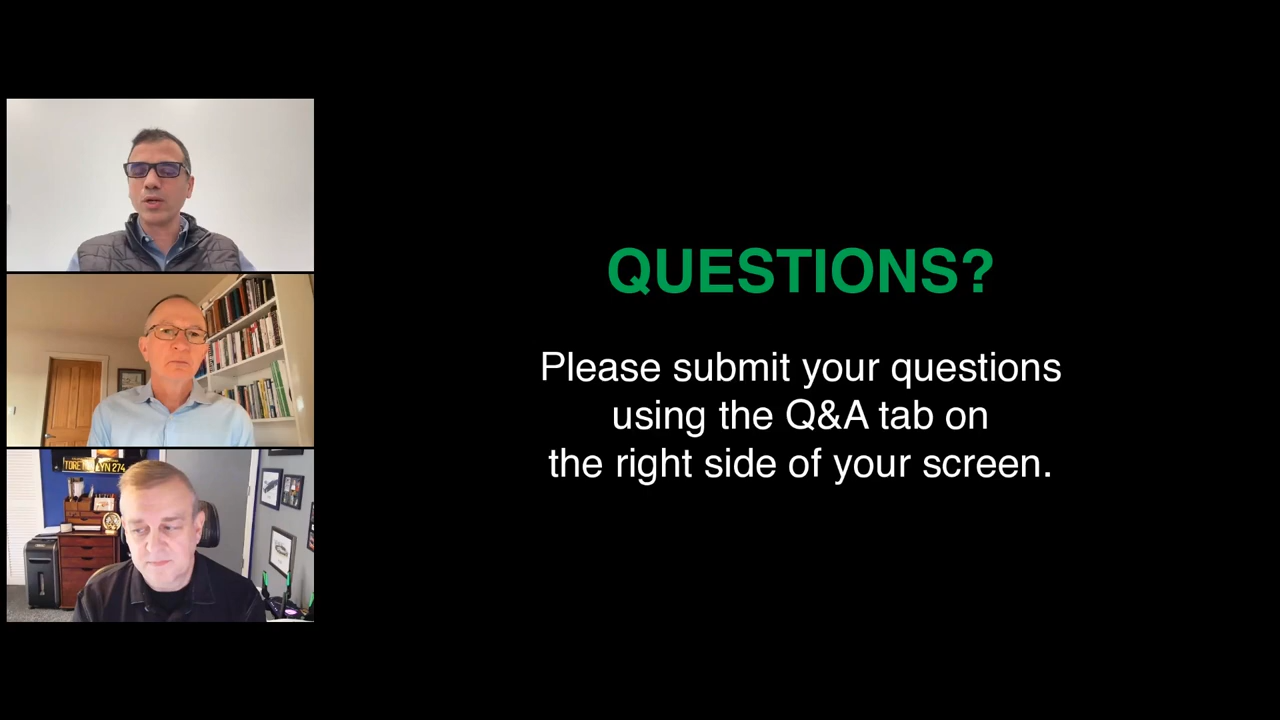 QUESTIONS?
Please submit your questions
using the Q&A tab on
the right side of your screen.